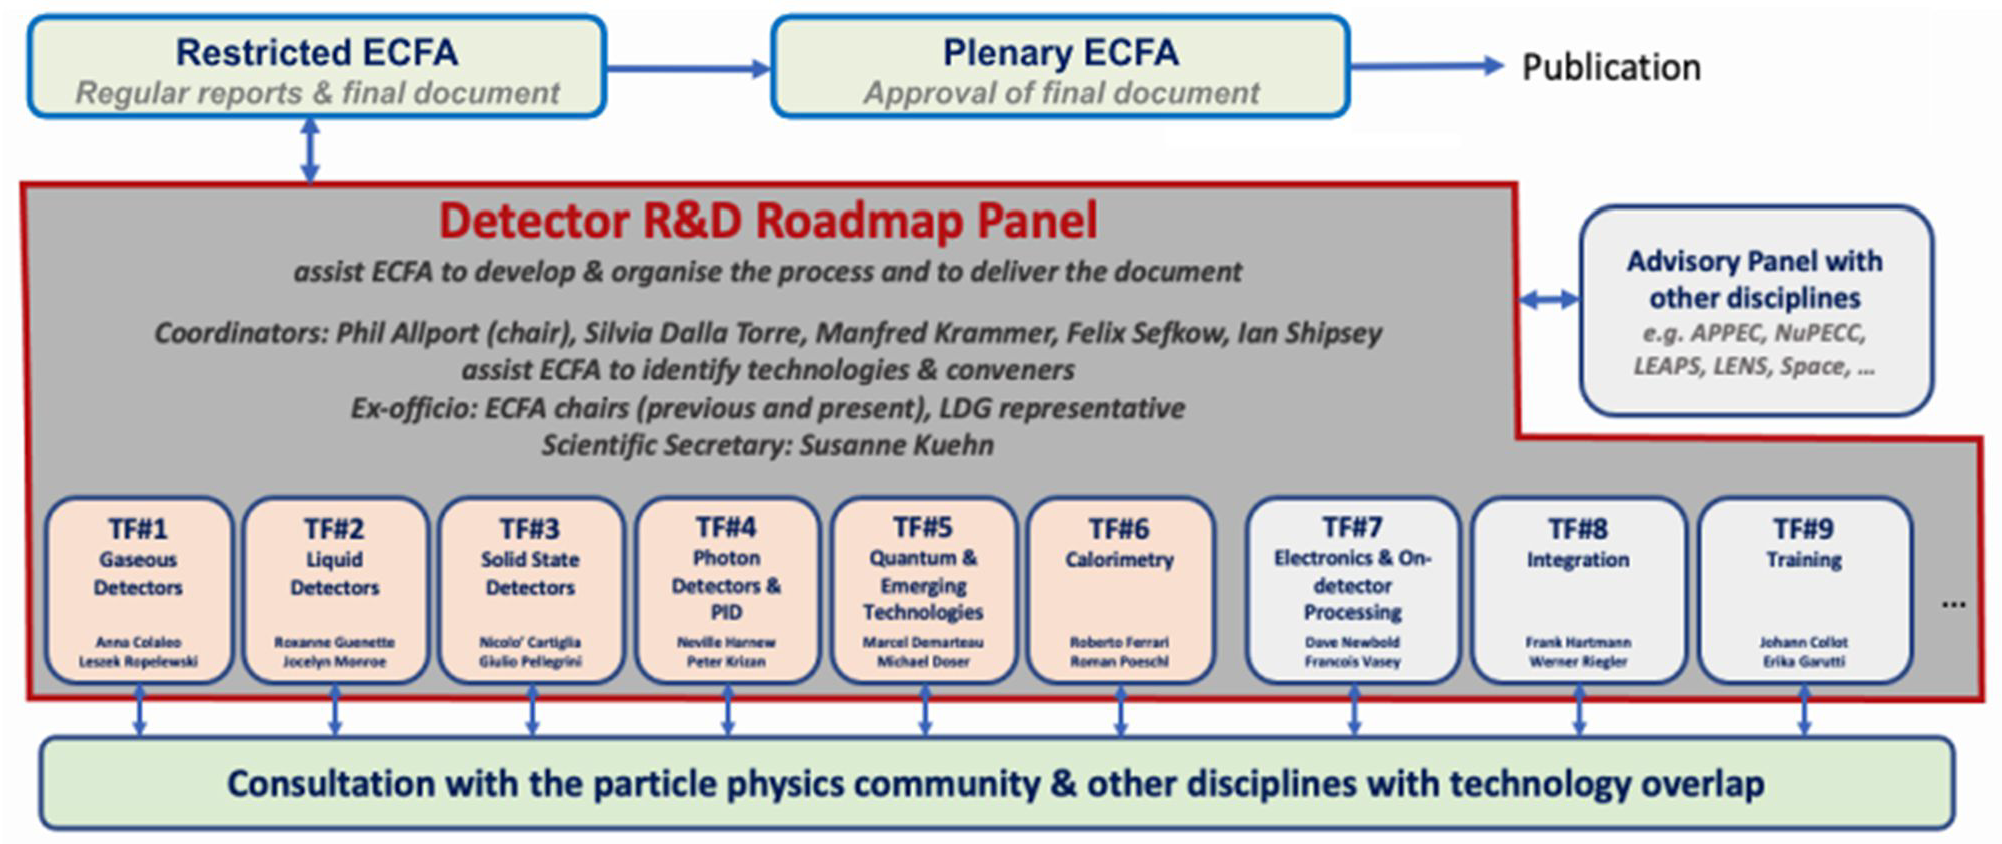 Restricted ECFA
Regular reports & final document
Plenary ECFA
Approval of final document
Publication
Detector R&D Roadmap Panel
assist ECFA to develop & organise the process and to deliver the document
Coordinators: Phil Allport (chair), Silvia Dalla Torre, Manfred Krammer, Felix Sefkow, Ian Shipsey
assist ECFA to identify technologies & conveners
Ex-officio: ECFA chairs (previous and present), LDG representative
Scientific Secretary: Susanne Kuehn
Advisory Panel with
other disciplines
e.g. APPEC, NuPECC,
LEAPS, LENS, Space, ...
TF#1
Gaseous
Detectors
Anna Colaleo
Leszek Ropelewski
TF#2
Liquid
Detectors
Roxanne Guenette
Jocelyn Monroe
TF#3
Solid State
Detectors
Nicolo' Cartiglia
Giulio Pellegrini
TF#4
Photon
Detectors &
PID
Neville Harnew
Peter Krizan
TF#5
Quantum &
Emerging
Technologies
Marcel Demarteau
Michael Doser
TF#6
Calorimetry
Roberto Ferrari
Roman Poeschl
TF#7
Electronics & On-
detector
Processing
Dave Newbold
Francois Vasey
TF#8
Integration
Frank Hartmann
Werner Riegler
TF#9
Training
Johann Collot
Erika Garutti
...
Consultation with the particle physics community & other disciplines with technology overlap